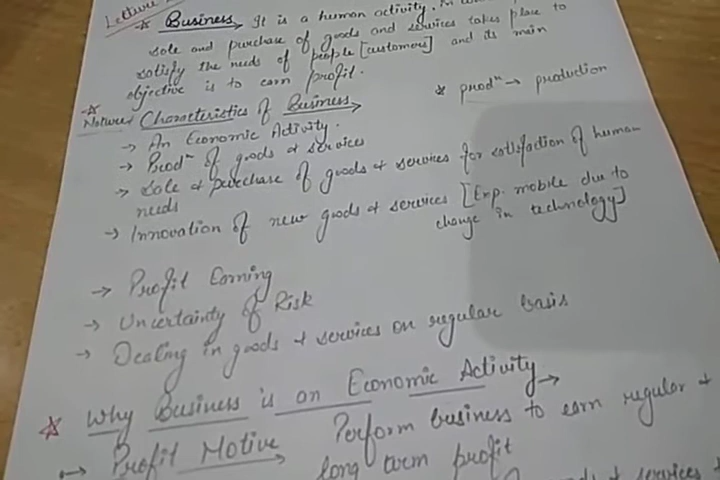 Lecture
* Business → It is a human activity. In
sole and purchase of goods and services takes place to
satisfy the needs of people [customers] and its main
objective is to earn profit.
* prodⁿ → production
* Nature & Characteristics of Business →
→ An Economic Activity.
→ Prodⁿ of goods & services
→ Sole & purchase of goods & services for satisfaction of human
needs
→ Innovation of new goods & services [Exp. mobile due to
change in technology]
→ Profit Earning
→ Uncertainty of Risk
→ Dealing in goods & services on regular basis
* Why Business is an Economic Activity →
→ Profit Motive → Perform business to earn regular &
long term profit
& services